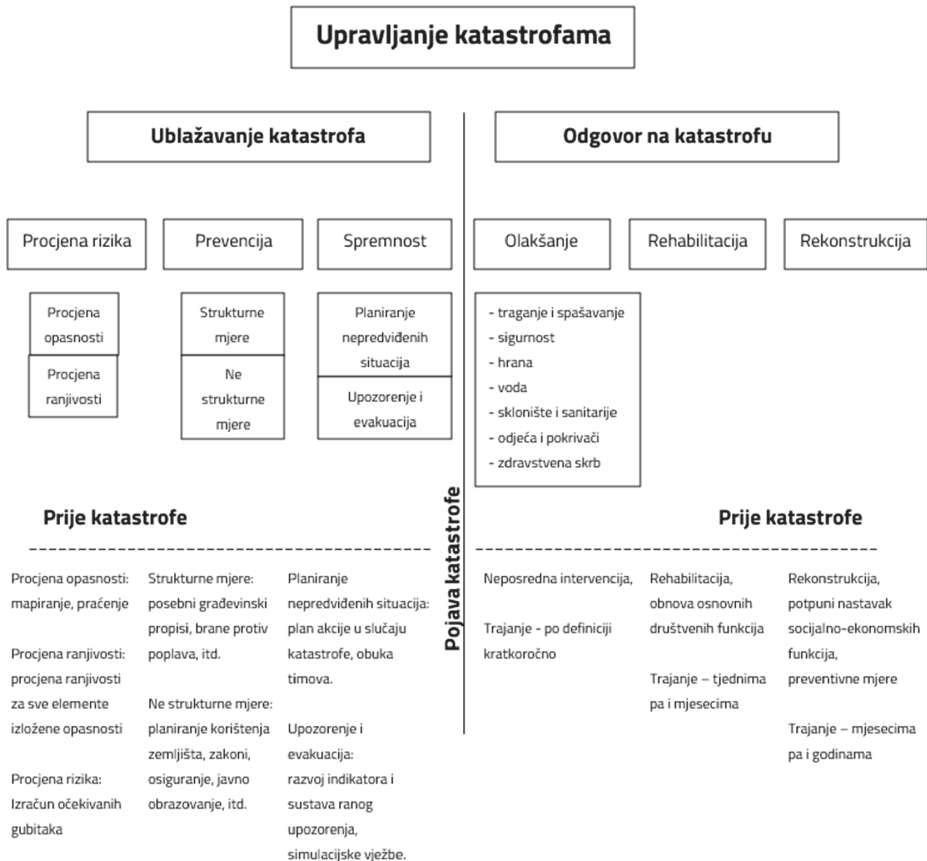 Upravljanje katastrofama
Ublažavanje katastrofa
Odgovor na katastrofu
Procjena rizika
Prevencija
Spremnost
Olakšanje
Rehabilitacija
Rekonstrukcija
Procjena
opasnosti
Procjena
ranjivosti
Strukturne
mjere
Ne
strukturne
mjere
Planiranje
nepredviđenih
situacija
Upozorenje i
evakuacija
- traganje i spašavanje
- sigurnost
- hrana
- voda
- sklonište i sanitarije
- odjeća i pokrivači
- zdravstvena skrb
Pojava katastrofe
Prije katastrofe
Prije katastrofe
Procjena opasnosti:
mapiranje, praćenje
Procjena ranjivosti:
procjena ranjivosti
za sve elemente
izložene opasnosti
Procjena rizika:
Izračun očekivanih
gubitaka
Strukturne mjere:
posebni građevinski
propisi, brane protiv
poplava, itd.
Ne strukturne mjere:
planiranje korištenja
zemljišta, zakoni,
osiguranje, javno
obrazovanje, itd.
Planiranje
nepredviđenih situacija:
plan akcije u slučaju
katastrofe, obuka
timova.
Upozorenje i
evakuacija:
razvoj indikatora i
sustava ranog
upozorenja,
simulacijske vježbe.
Neposredna intervencija,
Trajanje - po definiciji
kratkoročno
Rehabilitacija,
obnova osnovnih
društvenih funkcija
Trajanje – tjednima
pa i mjesecima
Rekonstrukcija,
potpuni nastavak
socijalno-ekonomskih
funkcija,
preventivne mjere
Trajanje – mjesecima
pa i godinama